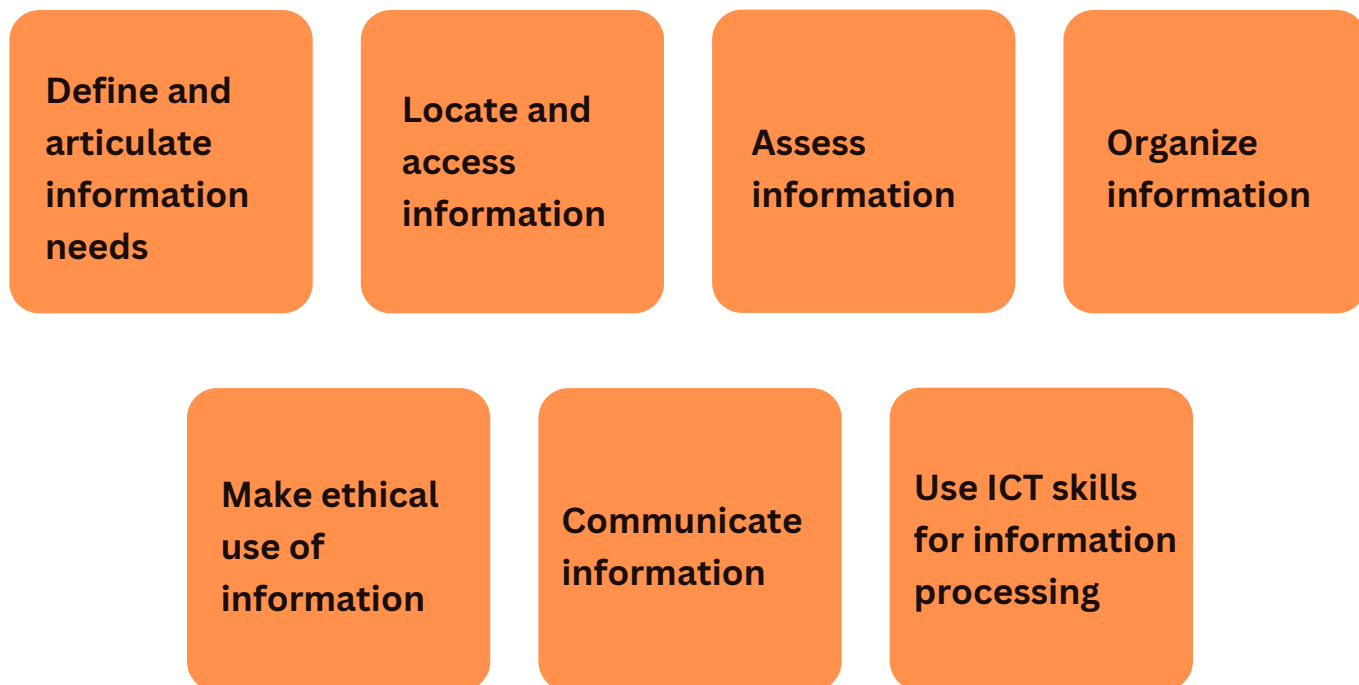 Define and
articulate
information
needs
Locate and
access
information
Assess
information
Organize
information
Make ethical
use of
information
Communicate
information
Use ICT skills
for information
processing